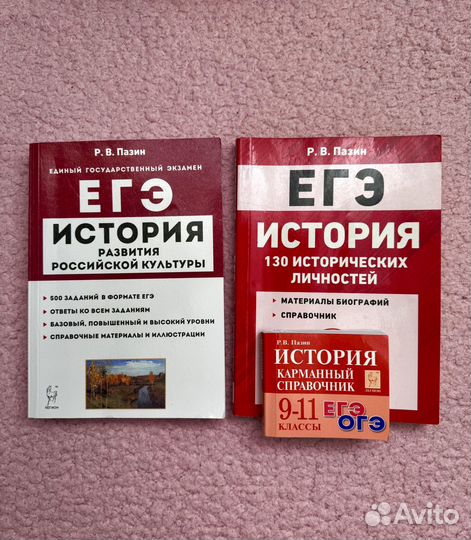 Р. В. Пазин
ЕДИНЫЙ ГОСУДАРСТВЕННЫЙ ЭКЗАМЕН
ЕГЭ
ИСТОРИЯ
РАЗВИТИЯ
РОССИЙСКОЙ КУЛЬТУРЫ
500 ЗАДАНИЙ В ФОРМАТЕ ЕГЭ
ОТВЕТЫ КО ВСЕМ ЗАДАНИЯМ
БАЗОВЫЙ, ПОВЫШЕННЫЙ И ВЫСОКИЙ УРОВНИ
СПРАВОЧНЫЕ МАТЕРИАЛЫ И ИЛЛЮСТРАЦИИ
ЛЕГИОН
Р. В. Пазин
ЕГЭ
ИСТОРИЯ
130 ИСТОРИЧЕСКИХ
ЛИЧНОСТЕЙ
МАТЕРИАЛЫ БИОГРАФИЙ
СПРАВОЧНИК
Р.В. Пазин
ИСТОРИЯ
КАРМАННЫЙ
СПРАВОЧНИК
ЛЕГИОН
9-11
КЛАССЫ
ЕГЭ
ОГЭ
Avito